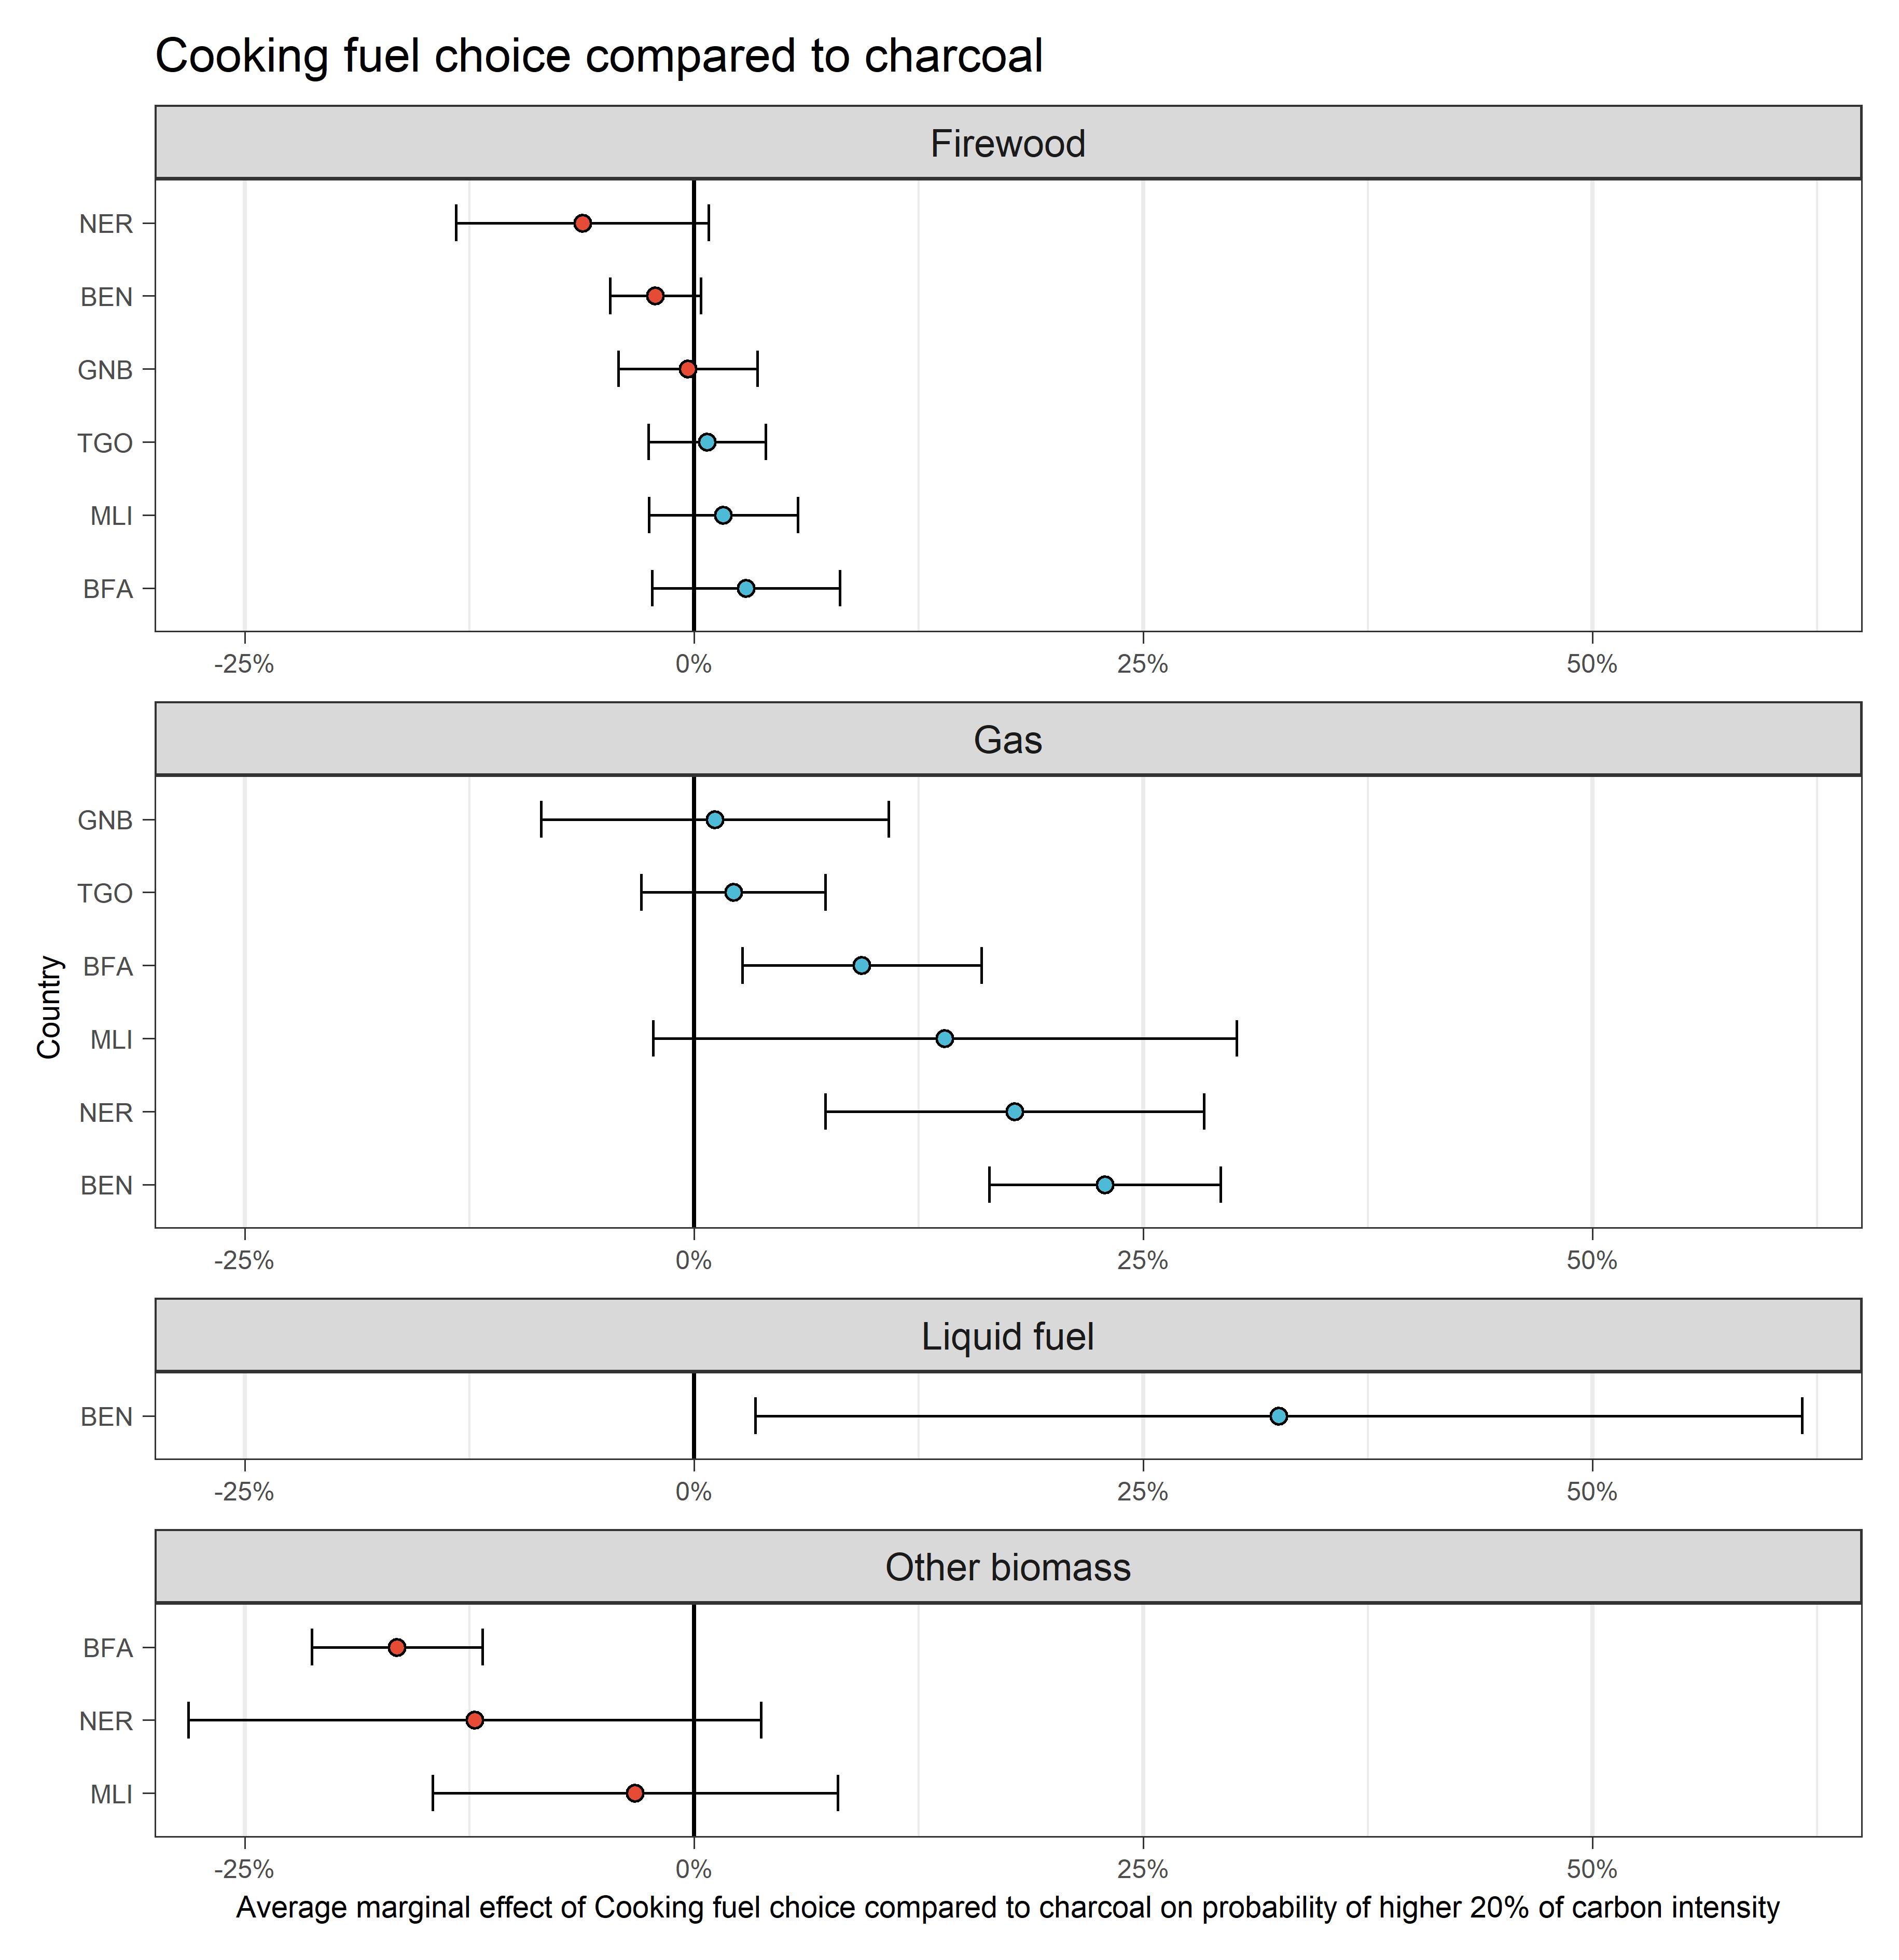 Cooking fuel choice compared to charcoal
Firewood
NER
BEN
GNB
TGO
MLI
BFA
-25% 0% 25% 50%
Gas
GNB
TGO
BFA
MLI
NER
BEN
Country
-25% 0% 25% 50%
Liquid fuel
BEN
-25% 0% 25% 50%
Other biomass
BFA
NER
MLI
-25% 0% 25% 50%
Average marginal effect of Cooking fuel choice compared to charcoal on probability of higher 20% of carbon intensity